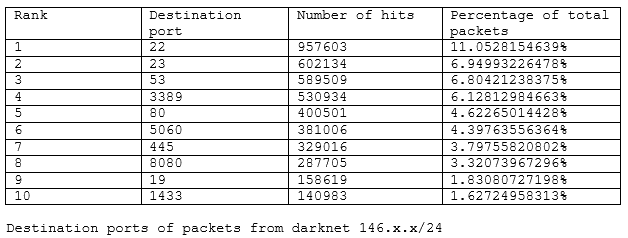 Rank Destination port Number of hits Percentage of total packets
1 22 957603 11.0528154639%
2 23 602134 6.94993226478%
3 53 589509 6.80421238375%
4 3389 530934 6.12812984663%
5 80 400501 4.62265014428%
6 5060 381006 4.39763556364%
7 445 329016 3.79755820802%
8 8080 287705 3.32073967296%
9 19 158619 1.83080727198%
10 1433 140983 1.62724958313%
Destination ports of packets from darknet 146.x.x/24